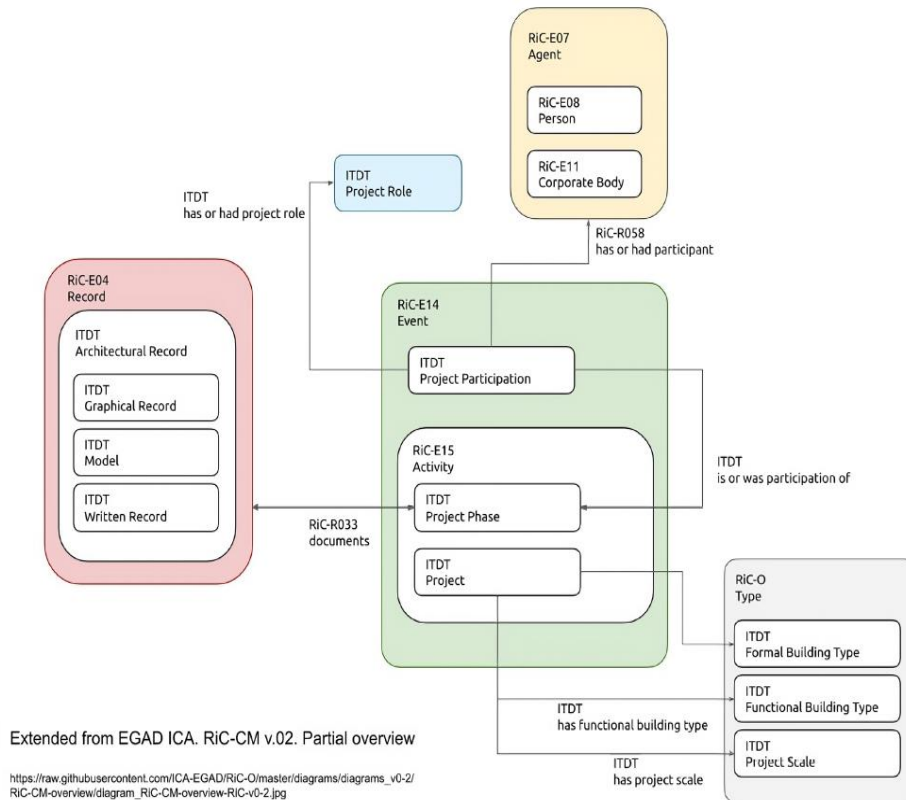 RiC-E07
Agent
RiC-E08
Person
RiC-E11
Corporate Body
ITDT
Project Role
ITDT
has or had project role
RiC-R058
has or had participant
RiC-E04
Record
ITDT
Architectural Record
ITDT
Graphical Record
ITDT
Model
ITDT
Written Record
RiC-E14
Event
ITDT
Project Participation
RiC-E15
Activity
ITDT
Project Phase
ITDT
Project
RiC-R033
documents
ITDT
is or was participation of
RiC-O
Type
ITDT
Formal Building Type
ITDT
Functional Building Type
ITDT
Project Scale
ITDT
has functional building type
ITDT
has project scale
Extended from EGAD ICA. RiC-CM v.02. Partial overview
https://raw.githubusercontent.com/ICA-EGAD/RiC-O/master/diagrams/diagrams_v0-2/
RiC-CM-overview/diagram_RiC-CM-overview-RIC-v0-2.jpg